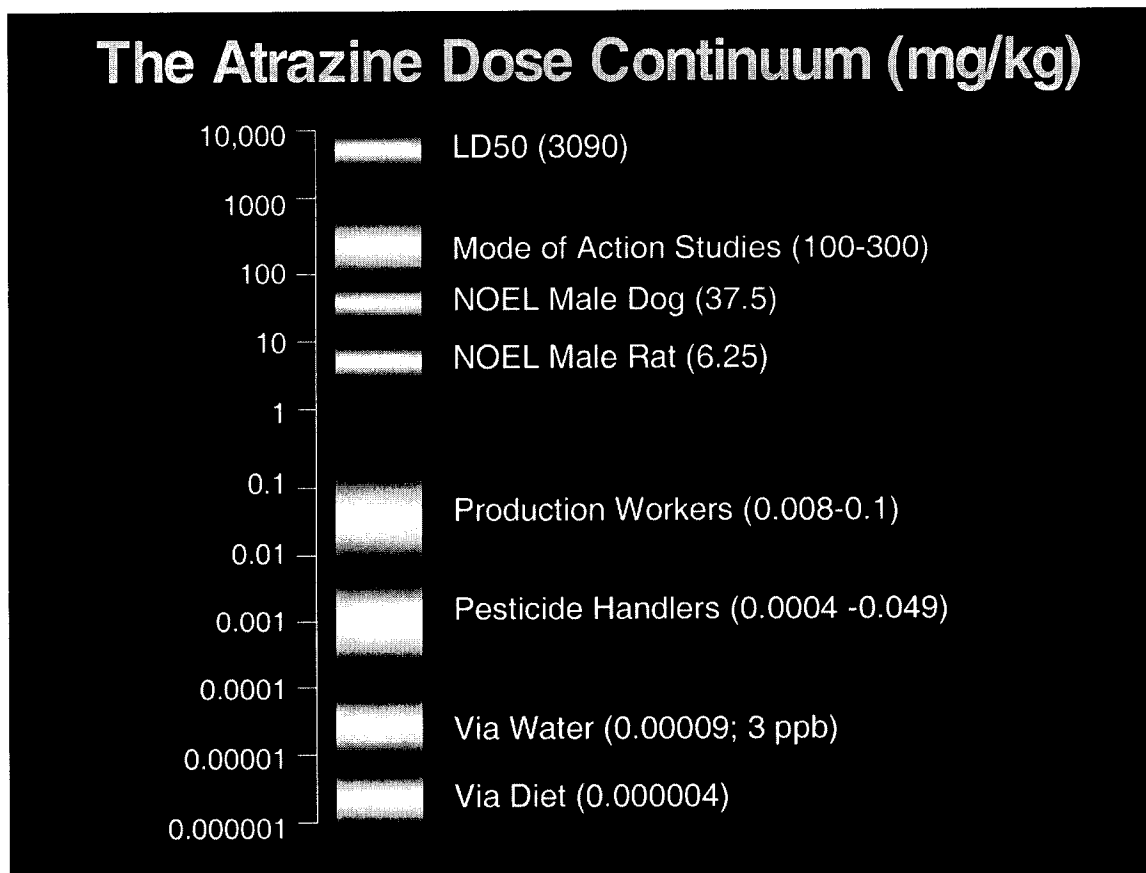 The Atrazine Dose Continuum (mg/kg)
10,000
LD50 (3090)
1000
Mode of Action Studies (100-300)
100
NOEL Male Dog (37.5)
10
NOEL Male Rat (6.25)
1
0.1
Production Workers (0.008-0.1)
0.01
Pesticide Handlers (0.0004 -0.049)
0.001
0.0001
Via Water (0.00009; 3 ppb)
0.00001
Via Diet (0.000004)
0.000001